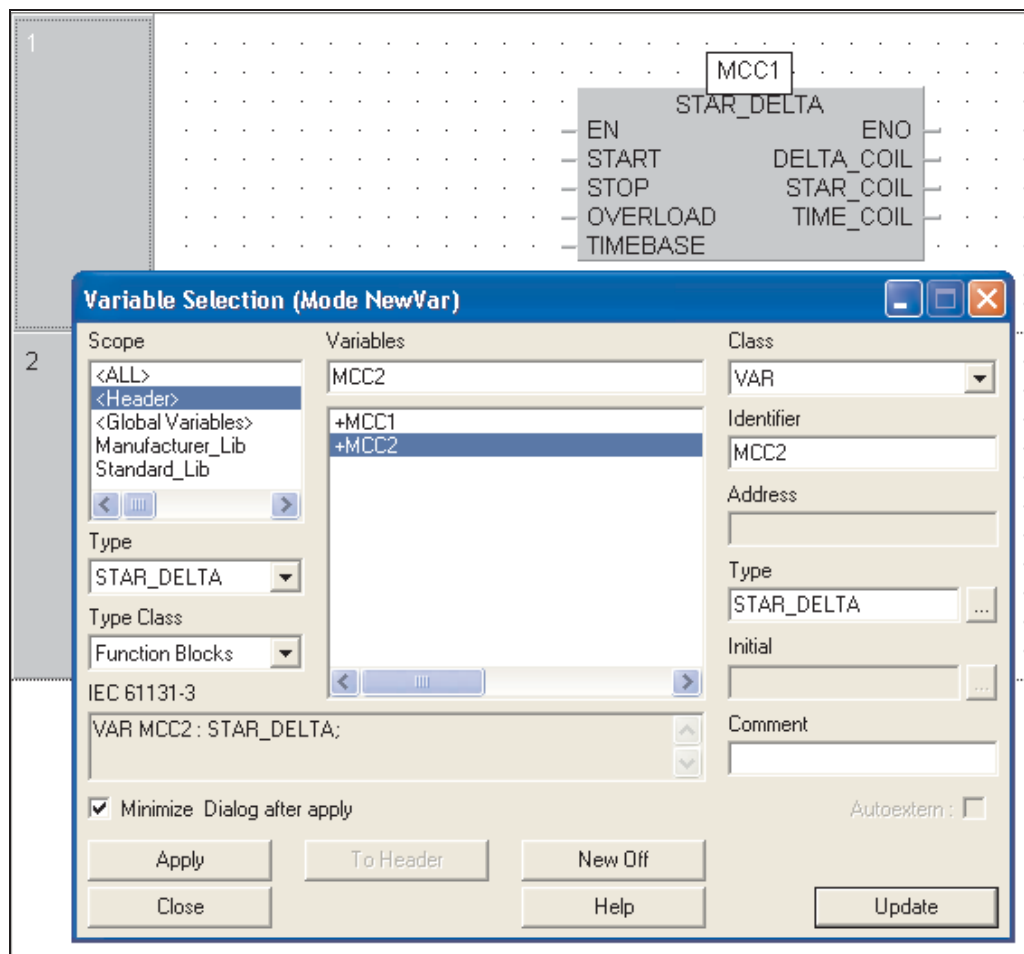 1
MCC1
STAR_DELTA
EN ENO
START DELTA_COIL
STOP STAR_COIL
OVERLOAD TIME_COIL
TIMEBASE
2
Variable Selection (Mode NewVar)
Scope
<ALL>
<Header>
<Global Variables>
Manufacturer_Lib
Standard_Lib
Type
STAR_DELTA
Type Class
Function Blocks
IEC 61131-3
VAR MCC2 : STAR_DELTA;
Variables
MCC2
+MCC1
+MCC2
Class
VAR
Identifier
MCC2
Address
Type
STAR_DELTA
...
Initial
...
Comment
Minimize Dialog after apply
Autoextern :
Apply
To Header
New Off
Close
Help
Update